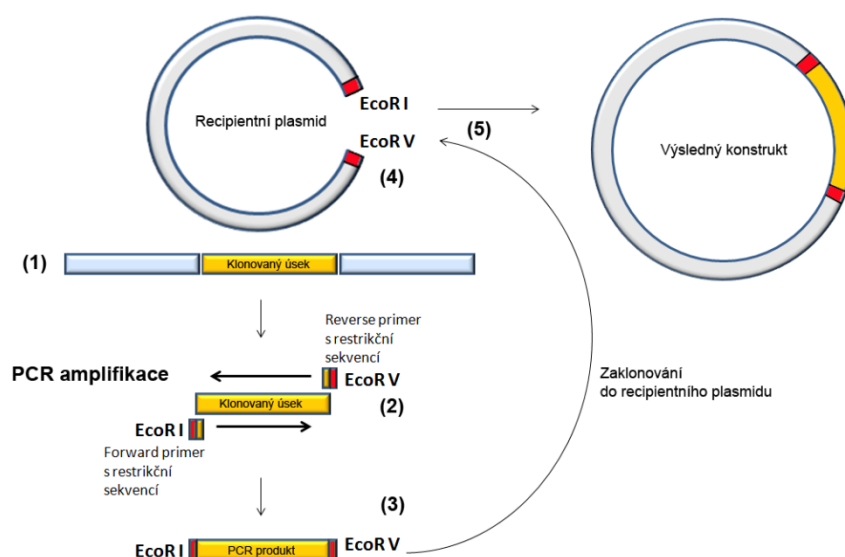 Recipientní plasmid
EcoR I
EcoR V
(4)
(5)
Výsledný konstrukt
(1)
Klonovaný úsek
Reverse primer
s restrikční
sekvencí
PCR amplifikace
EcoR V
Klonovaný úsek
(2)
EcoR I
Forward primer
s restrikční
sekvencí
Zaklonování
do recipientního plasmidu
(3)
EcoR I
PCR produkt
EcoR V